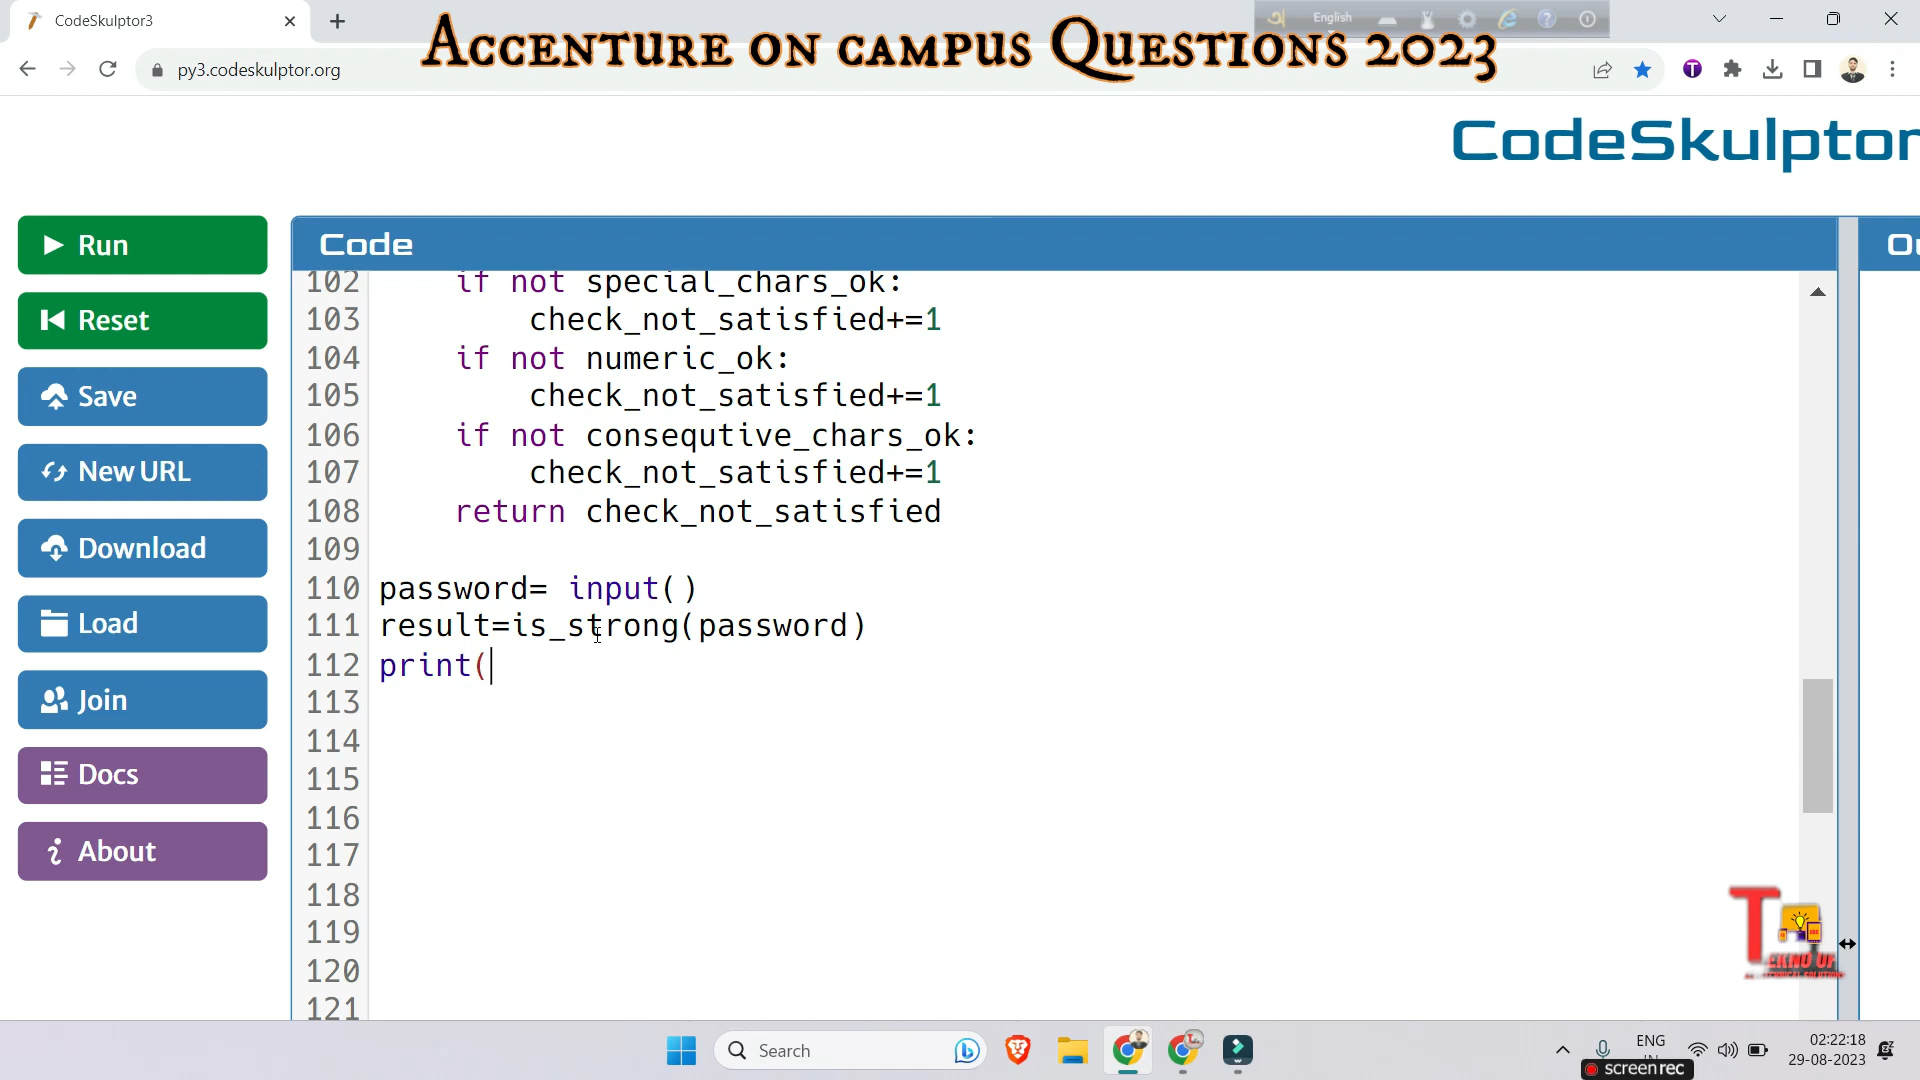 CodeSkulptor3
English
Accenture on campus Questions 2023
py3.codeskulptor.org
CodeSkulptor
Run
Reset
Save
New URL
Download
Load
Join
Docs
About
Code
Ou
102 if not special_chars_ok:
103 check_not_satisfied+=1
104 if not numeric_ok:
105 check_not_satisfied+=1
106 if not consequtive_chars_ok:
107 check_not_satisfied+=1
108 return check_not_satisfied
109
110 password= input()
111 result=is_strong(password)
112 print(
113
114
115
116
117
118
119
120
121
TEKNO UF
Search
ENG
02:22:18
29-08-2023
screenrec